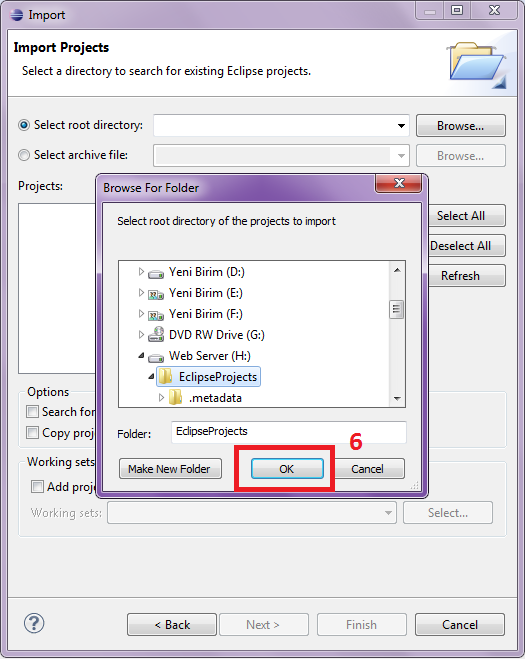 Import
Import Projects
Select a directory to search for existing Eclipse projects.
Select root directory:
Browse...
Select archive file:
Browse...
Projects:
Select All
Deselect All
Refresh
Browse For Folder
Select root directory of the projects to import
Yeni Birim (D:)
Yeni Birim (E:)
Yeni Birim (F:)
DVD RW Drive (G:)
Web Server (H:)
EclipseProjects
.metadata
Folder:
EclipseProjects
6
Make New Folder
OK
Cancel
Options
Search for
Copy proj
Working sets
Add proje
Working sets:
Select...
?
< Back
Next >
Finish
Cancel